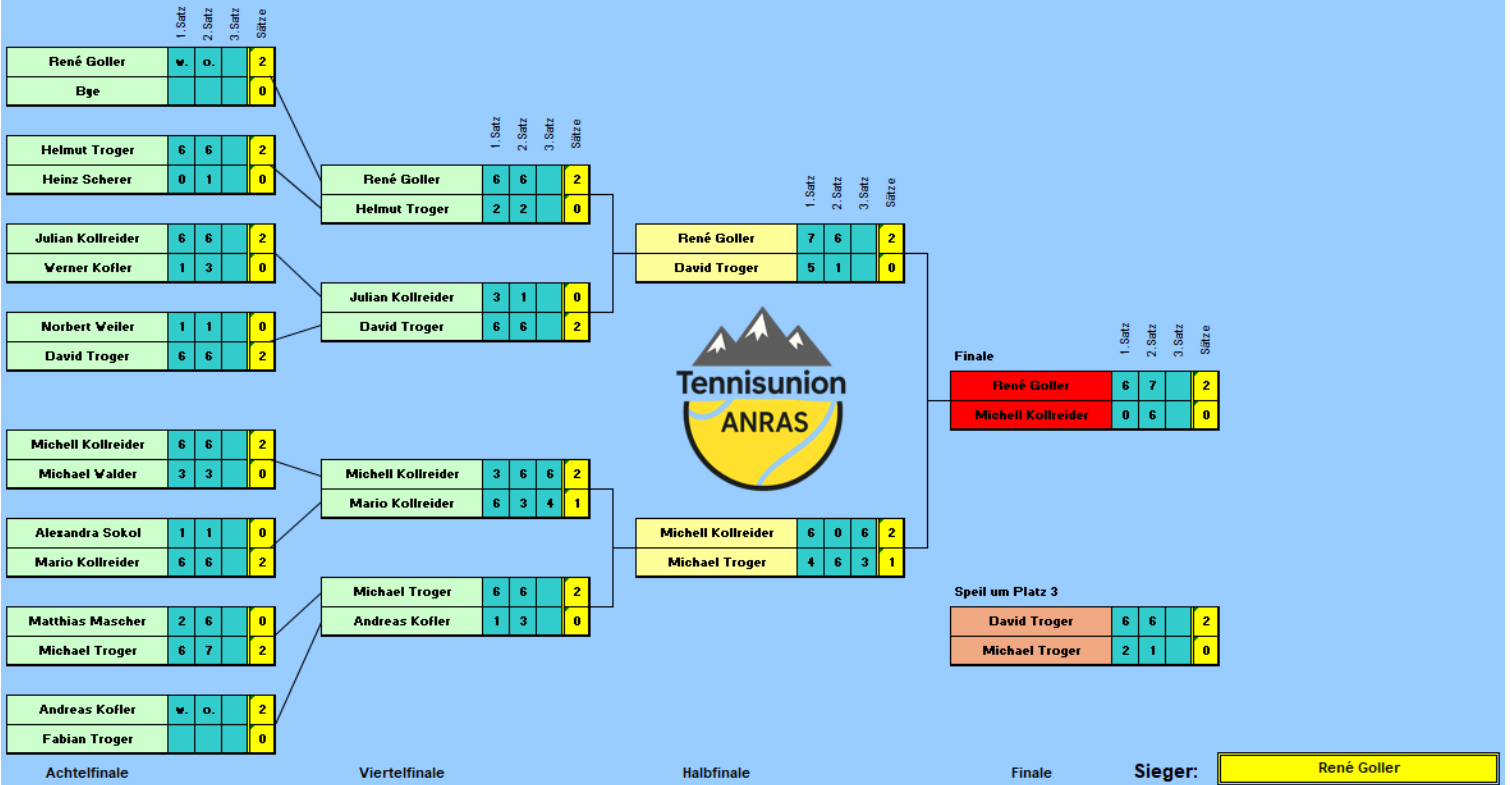 1.Satz 2.Satz 3.Satz Sätze
René Goller w. o. 2
Bye 0
Helmut Troger 6 6 2
Heinz Scherer 0 1 0
Julian Kollreider 6 6 2
Werner Kofler 1 3 0
Norbert Weiler 1 1 0
David Troger 6 6 2
Michell Kollreider 6 6 2
Michael Walder 3 3 0
Alexandra Sokol 1 1 0
Mario Kollreider 6 6 2
Matthias Mascher 2 6 0
Michael Troger 6 7 2
Andreas Kofler w. o. 2
Fabian Troger 0
Achtelfinale
1.Satz 2.Satz 3.Satz Sätze
René Goller 6 6 2
Helmut Troger 2 2 0
Julian Kollreider 3 1 0
David Troger 6 6 2
Michell Kollreider 3 6 6 2
Mario Kollreider 6 3 4 1
Michael Troger 6 6 2
Andreas Kofler 1 3 0
Viertelfinale
1.Satz 2.Satz 3.Satz Sätze
René Goller 7 6 2
David Troger 5 1 0
Tennisunion
ANRAS
Michell Kollreider 6 0 6 2
Michael Troger 4 6 3 1
Halbfinale
1.Satz 2.Satz 3.Satz Sätze
Finale
René Goller 6 7 2
Michell Kollreider 0 6 0
Speil um Platz 3
David Troger 6 6 2
Michael Troger 2 1 0
Finale
Sieger: René Goller